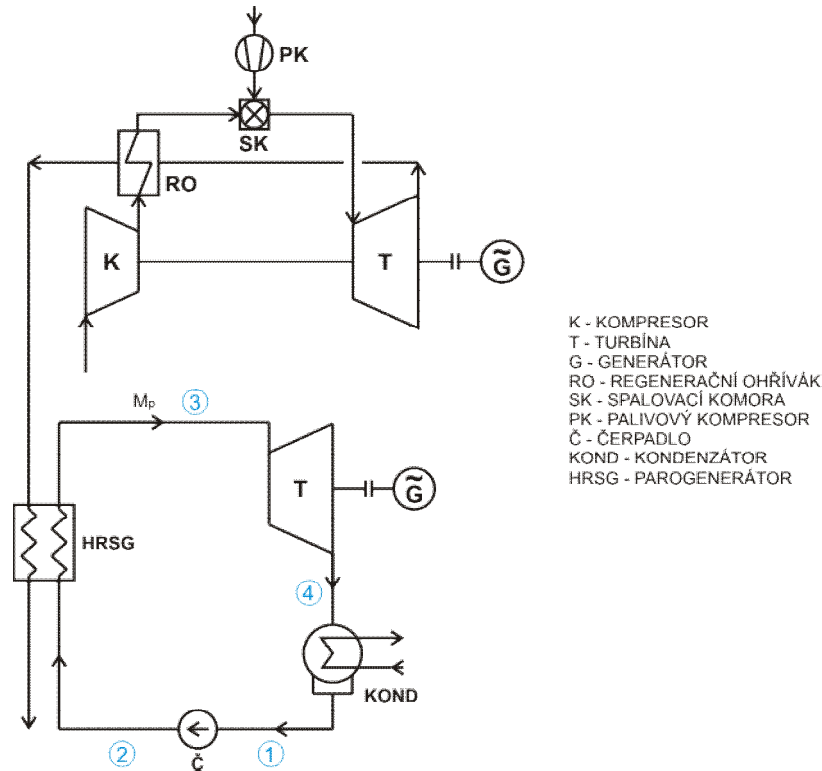 PK
SK
RO
K
T
G̃
K - KOMPRESOR
T - TURBÍNA
G - GENERÁTOR
RO - REGENERAČNÍ OHŘÍVÁK
SK - SPALOVACÍ KOMORA
PK - PALIVOVÝ KOMPRESOR
Č - ČERPADLO
KOND - KONDENZÁTOR
HRSG - PAROGENERÁTOR
Mp
3
T
G̃
HRSG
4
KOND
2
Č
1